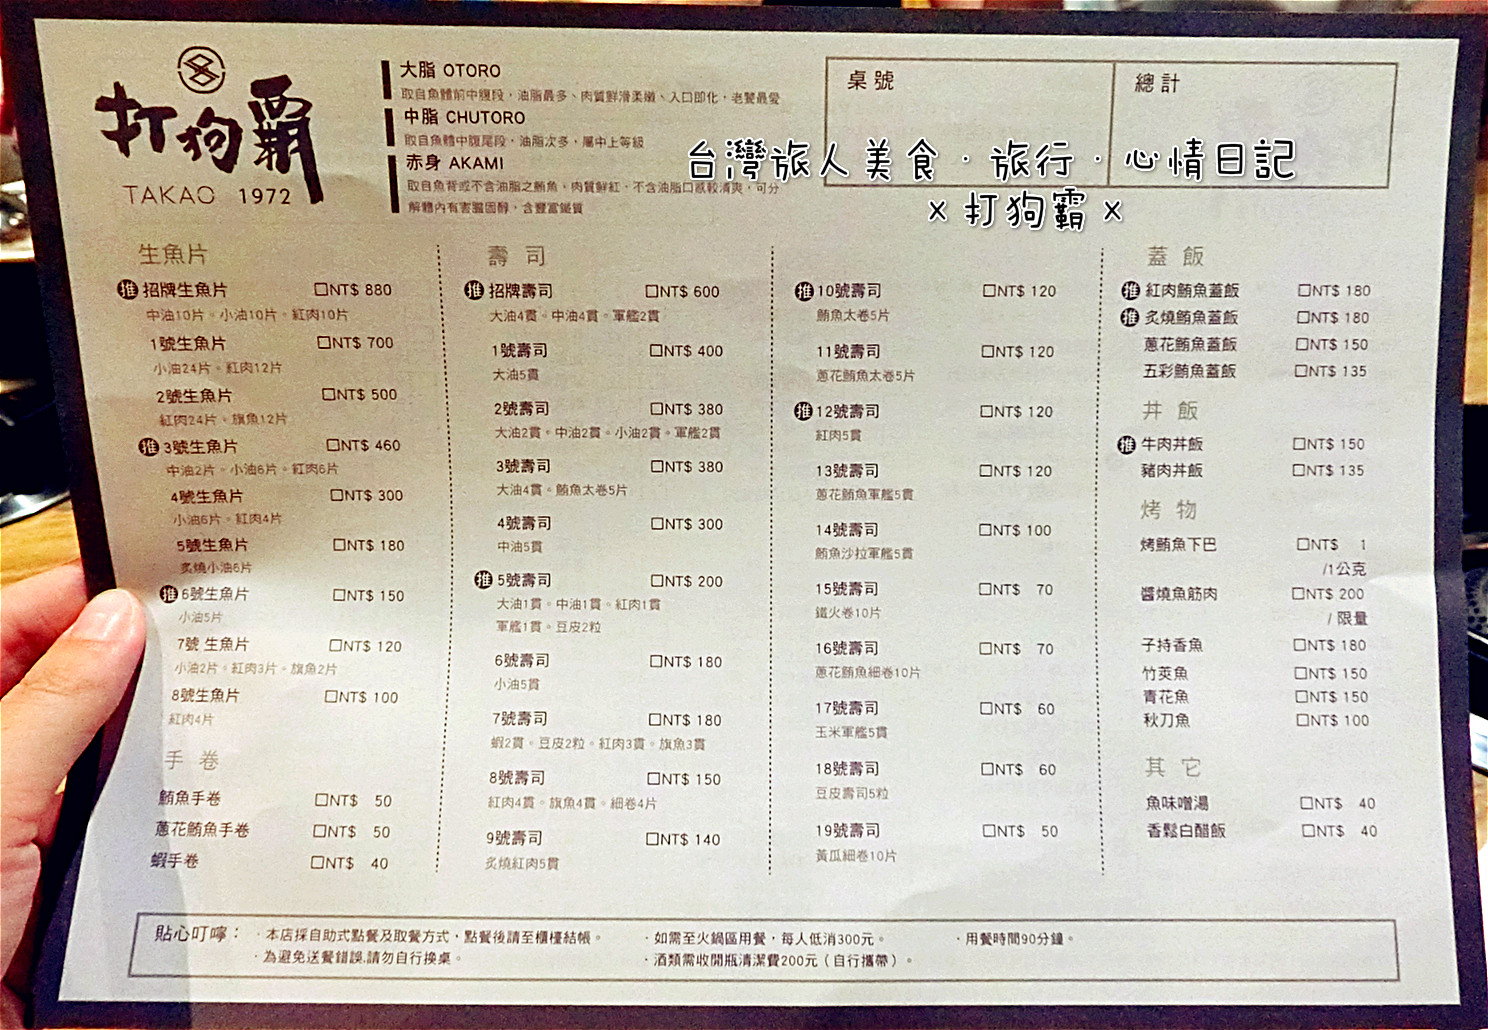 打狗霸
TAKAO 1972
大脂 OTORO
取自魚體前中腹段，油脂最多、肉質鮮滑柔嫩、入口即化，老饕最愛
中脂 CHUTORO
取自魚體中腹尾段，油脂次多，屬中上等級
赤身 AKAMI
取自魚背或不含油脂之鮪魚，肉質鮮紅，不含油脂口感較清爽，可分
解體內有害膽固醇，含豐富鐵質
桌號
總計
台灣旅人美食．旅行．心情日記
x 打狗霸 x
生魚片
推 招牌生魚片 □NT$ 880
中油10片。小油10片。紅肉10片
1號生魚片 □NT$ 700
小油24片。紅肉12片
2號生魚片 □NT$ 500
紅肉24片。旗魚12片
推 3號生魚片 □NT$ 460
中油2片。小油6片。紅肉6片
4號生魚片 □NT$ 300
小油6片。紅肉4片
5號生魚片 □NT$ 180
炙燒小油6片
推 6號生魚片 □NT$ 150
小油5片
7號 生魚片 □NT$ 120
小油2片。紅肉3片。旗魚2片
8號生魚片 □NT$ 100
紅肉4片
手卷
鮪魚手卷 □NT$ 50
蔥花鮪魚手卷 □NT$ 50
蝦手卷 □NT$ 40
壽司
推 招牌壽司 □NT$ 600
大油4貫。中油4貫。軍艦2貫
1號壽司 □NT$ 400
大油5貫
2號壽司 □NT$ 380
大油2貫。中油2貫。小油2貫。軍艦2貫
3號壽司 □NT$ 380
大油4貫。鮪魚太卷5片
4號壽司 □NT$ 300
中油5貫
推 5號壽司 □NT$ 200
大油1貫。中油1貫。紅肉1貫
軍艦1貫。豆皮2粒
6號壽司 □NT$ 180
小油5貫
7號壽司 □NT$ 180
蝦2貫。豆皮2粒。紅肉3貫。旗魚3貫
8號壽司 □NT$ 150
紅肉4貫。旗魚4貫。細卷4片
9號壽司 □NT$ 140
炙燒紅肉5貫
推 10號壽司 □NT$ 120
鮪魚太卷5片
11號壽司 □NT$ 120
蔥花鮪魚太卷5片
推 12號壽司 □NT$ 120
紅肉5貫
13號壽司 □NT$ 120
蔥花鮪魚軍艦5貫
14號壽司 □NT$ 100
鮪魚沙拉軍艦5貫
15號壽司 □NT$ 70
鐵火卷10片
16號壽司 □NT$ 70
蔥花鮪魚細卷10片
17號壽司 □NT$ 60
玉米軍艦5貫
18號壽司 □NT$ 60
豆皮壽司5粒
19號壽司 □NT$ 50
黃瓜細卷10片
蓋飯
推 紅肉鮪魚蓋飯 □NT$ 180
推 炙燒鮪魚蓋飯 □NT$ 180
蔥花鮪魚蓋飯 □NT$ 150
五彩鮪魚蓋飯 □NT$ 135
丼飯
推 牛肉丼飯 □NT$ 150
豬肉丼飯 □NT$ 135
烤物
烤鮪魚下巴 □NT$ 1
/1公克
醬燒魚筋肉 □NT$ 200
/ 限量
子持香魚 □NT$ 180
竹莢魚 □NT$ 150
青花魚 □NT$ 150
秋刀魚 □NT$ 100
其它
魚味噌湯 □NT$ 40
香鬆白醋飯 □NT$ 40
貼心叮嚀：
．本店採自助式點餐及取餐方式，點餐後請至櫃檯結帳。
．如需至火鍋區用餐，每人低消300元。
．用餐時間90分鐘。
．為避免送餐錯誤,請勿自行換桌。
．酒類需收開瓶清潔費200元（自行攜帶）。